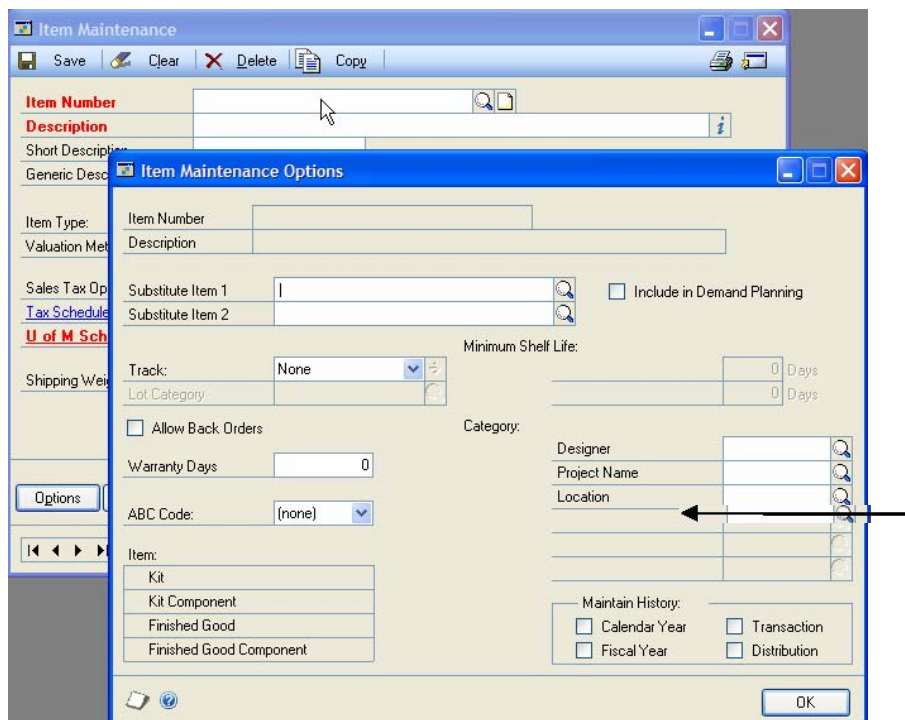 Item Maintenance
Save Clear Delete Copy
Item Number
Description
Short Description
Generic Desc
Item Maintenance Options
Item Type:
Valuation Met
Sales Tax Op
Tax Schedule
U of M Sch
Shipping Wei
Options
Item Number
Description
Substitute Item 1
Include in Demand Planning
Substitute Item 2
Minimum Shelf Life:
Track: None
0 Days
Lot Category
0 Days
Allow Back Orders
Category:
Designer
Warranty Days 0
Project Name
Location
ABC Code: (none)
Item:
Kit
Kit Component
Finished Good
Finished Good Component
Maintain History:
Calendar Year Transaction
Fiscal Year Distribution
OK